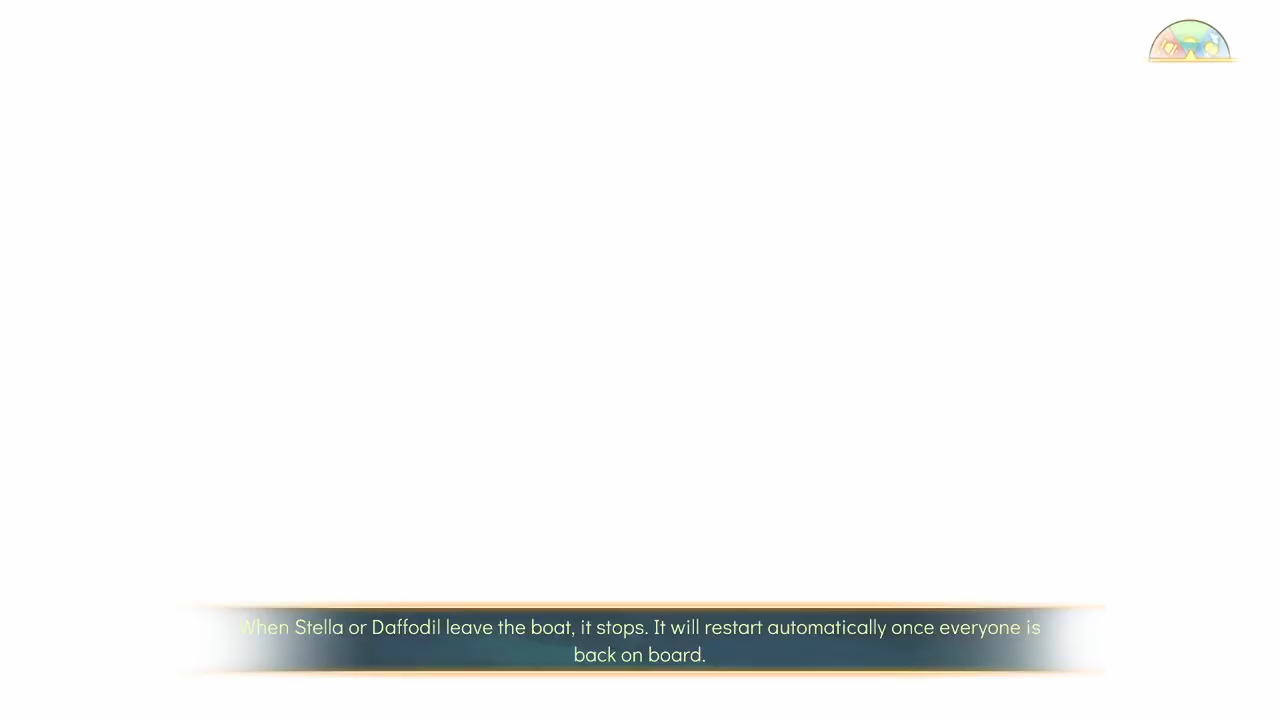 When Stella or Daffodil leave the boat, it stops. It will restart automatically once everyone is
back on board.